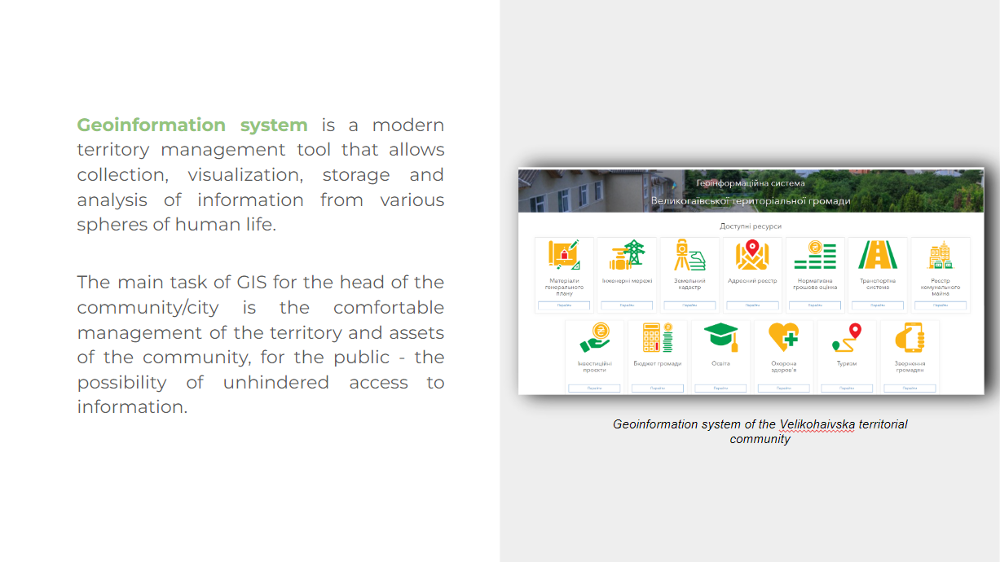 Geoinformation system is a modern
territory management tool that allows
collection, visualization, storage and
analysis of information from various
spheres of human life.
The main task of GIS for the head of the
community/city is the comfortable
management of the territory and assets
of the community, for the public - the
possibility of unhindered access to
information.
Геоінформаційна система
Великогаївської територіальної громади
Доступні ресурси
Матеріали
генерального
плану
Інженерні мережі
Земельний
кадастр
Адресний реєстр
Нормативна
грошова оцінка
Транспортна
система
Реєстр
комунального
майна
Перейти
Перейти
Перейти
Перейти
Перейти
Перейти
Перейти
Інвестиційні
проєкти
Бюджет громади
Освіта
Охорона
здоров'я
Туризм
Звернення
громадян
Перейти
Перейти
Перейти
Перейти
Перейти
Перейти
Geoinformation system of the Velikohaivska territorial
community